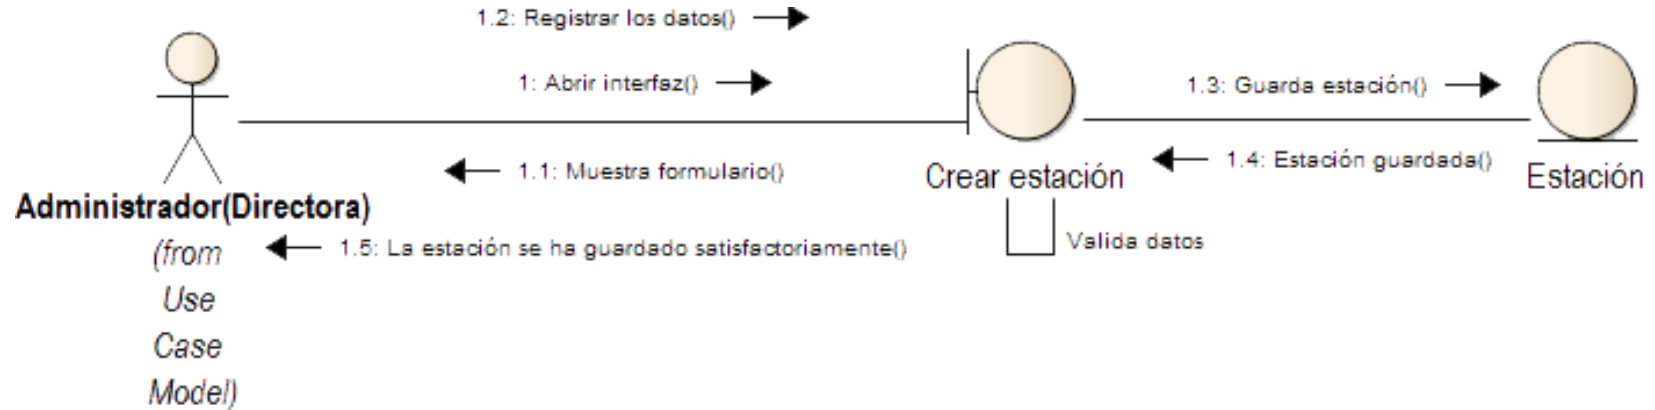 1.2: Registrar los datos()
1: Abrir interfaz()
1.3: Guarda estación()
1.1: Muestra formulario()
1.4: Estación guardada()
Crear estación
Estación
Administrador(Directora)
(from
Use
Case
Model)
1.5: La estación se ha guardado satisfactoriamente()
Valida datos